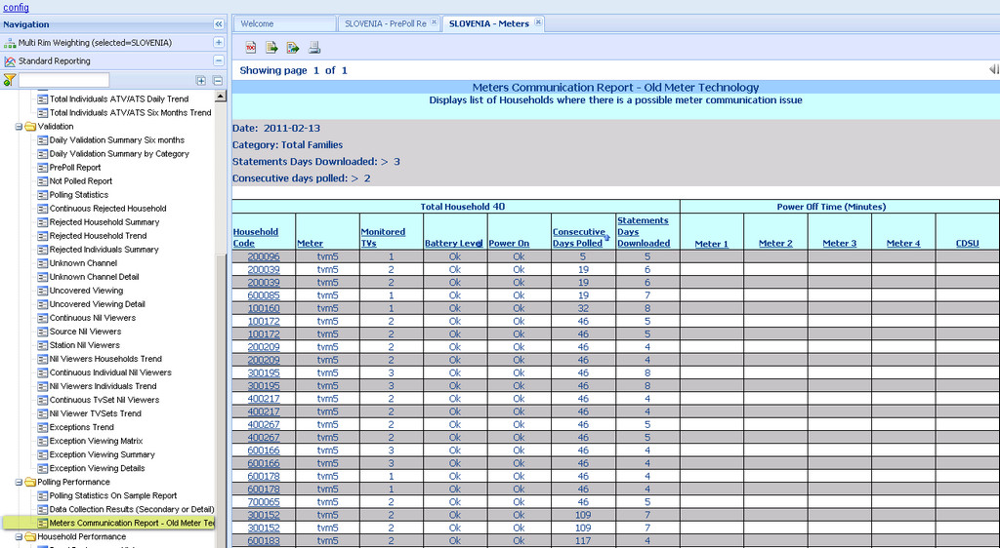 config
Navigation
Multi Rim Weighting (selected=SLOVENIA)
Standard Reporting
Total Individuals ATV/ATS Daily Trend
Total Individuals ATV/ATS Six Months Trend
Validation
Daily Validation Summary Six months
Daily Validation Summary by Category
PrePoll Report
Not Polled Report
Polling Statistics
Continuous Rejected Household
Rejected Household Summary
Rejected Household Trend
Rejected Individuals Summary
Unknown Channel
Unknown Channel Detail
Uncovered Viewing
Uncovered Viewing Detail
Continuous Nil Viewers
Source Nil Viewers
Station Nil Viewers
Nil Viewers Households Trend
Continuous Individual Nil Viewers
Nil Viewers Individuals Trend
Continuous TvSet Nil Viewers
Nil Viewer TVSets Trend
Exceptions Trend
Exception Viewing Matrix
Exception Viewing Summary
Exception Viewing Details
Polling Performance
Polling Statistics On Sample Report
Data Collection Results (Secondary or Detail)
Meters Communication Report - Old Meter Te
Household Performance
Welcome
SLOVENIA - PrePoll Re
SLOVENIA - Meters
TOC
Showing page 1 of 1
Meters Communication Report - Old Meter Technology
Displays list of Households where there is a possible meter communication issue
Date: 2011-02-13
Category: Total Families
Statements Days Downloaded: > 3
Consecutive days polled: > 2
Total Household 40 Power Off Time (Minutes)
Household Code Meter Monitored TVs Battery Level Power On Consecutive Days Polled Statements Days Downloaded Meter 1 Meter 2 Meter 3 Meter 4 CDSU
200096 tvm5 1 Ok Ok 5 5
200039 tvm5 2 Ok Ok 19 6
200039 tvm5 2 Ok Ok 19 6
600085 tvm5 1 Ok Ok 19 7
100160 tvm5 1 Ok Ok 32 8
100172 tvm5 2 Ok Ok 46 5
100172 tvm5 2 Ok Ok 46 5
200209 tvm5 2 Ok Ok 46 4
200209 tvm5 2 Ok Ok 46 4
300195 tvm5 3 Ok Ok 46 8
300195 tvm5 3 Ok Ok 46 8
400217 tvm5 2 Ok Ok 46 4
400217 tvm5 2 Ok Ok 46 4
400267 tvm5 2 Ok Ok 46 5
400267 tvm5 2 Ok Ok 46 5
600166 tvm5 3 Ok Ok 46 4
600166 tvm5 3 Ok Ok 46 4
600178 tvm5 1 Ok Ok 46 4
600178 tvm5 1 Ok Ok 46 4
700065 tvm5 2 Ok Ok 46 5
300152 tvm5 2 Ok Ok 109 7
300152 tvm5 2 Ok Ok 109 7
600183 tvm5 2 Ok Ok 117 4